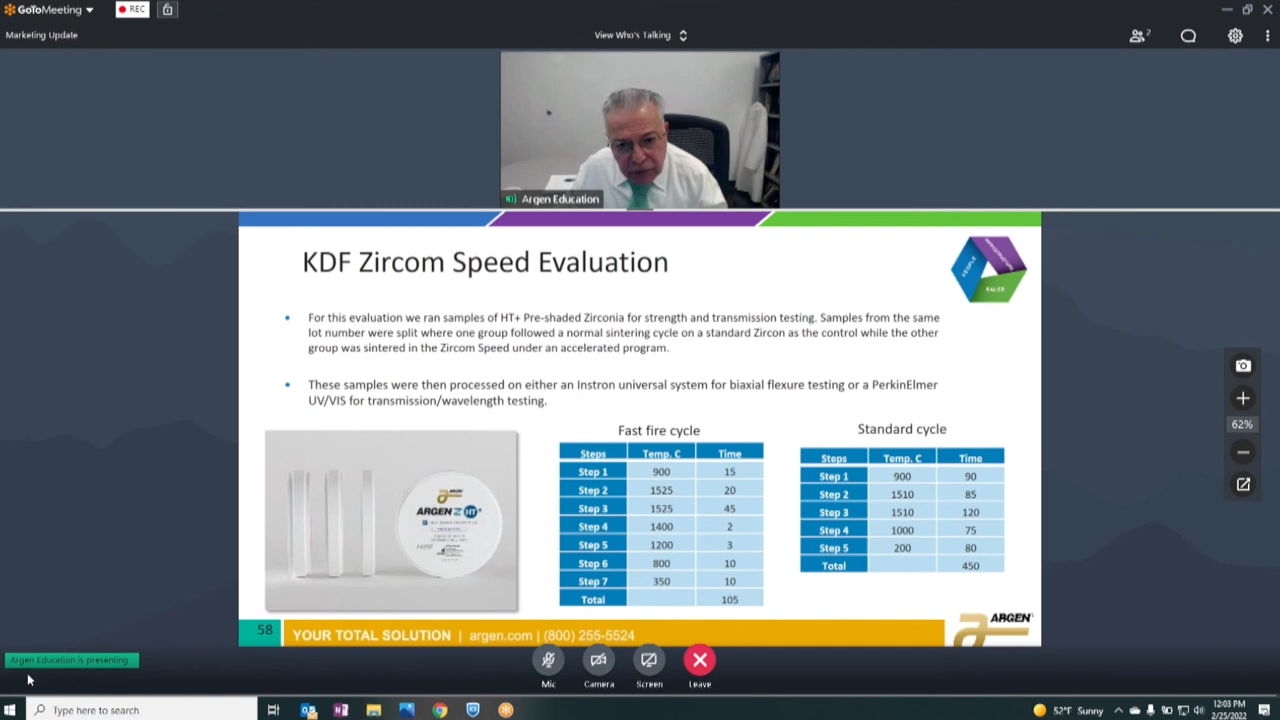 GoToMeeting
REC
Marketing Update
View Who's Talking
2
Argen Education
KDF Zircom Speed Evaluation
PEOPLE
SALES
• For this evaluation we ran samples of HT+ Pre-shaded Zirconia for strength and transmission testing. Samples from the same
lot number were split where one group followed a normal sintering cycle on a standard Zircon as the control while the other
group was sintered in the Zircom Speed under an accelerated program.
• These samples were then processed on either an Instron universal system for biaxial flexure testing or a PerkinElmer
UV/VIS for transmission/wavelength testing.
ARGEN
ARGEN Z HT+
Fast fire cycle
Steps Temp. C Time
Step 1 900 15
Step 2 1525 20
Step 3 1525 45
Step 4 1400 2
Step 5 1200 3
Step 6 800 10
Step 7 350 10
Total 105
Standard cycle
Steps Temp. C Time
Step 1 900 90
Step 2 1510 85
Step 3 1510 120
Step 4 1000 75
Step 5 200 80
Total 450
62%
58
YOUR TOTAL SOLUTION | argen.com | (800) 255-5524
ARGEN
Argen Education is presenting
Mic
Camera
Screen
Leave
Type here to search
52°F Sunny
12:03 PM
2/25/2022